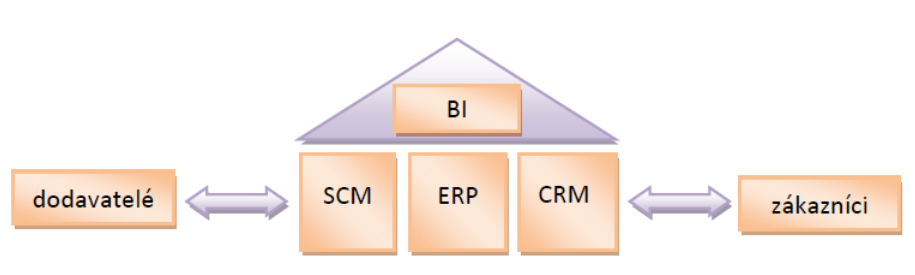 BI
dodavatelé
SCM
ERP
CRM
zákazníci